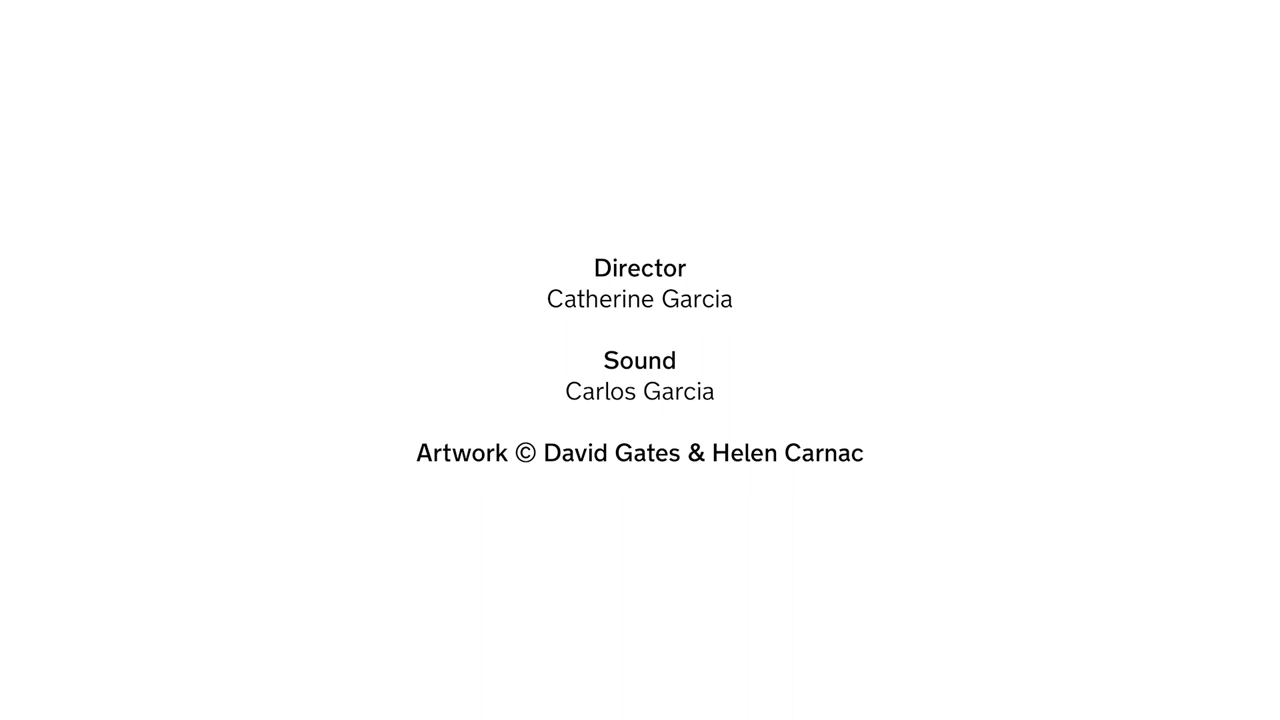 Director
Catherine Garcia
Sound
Carlos Garcia
Artwork © David Gates & Helen Carnac